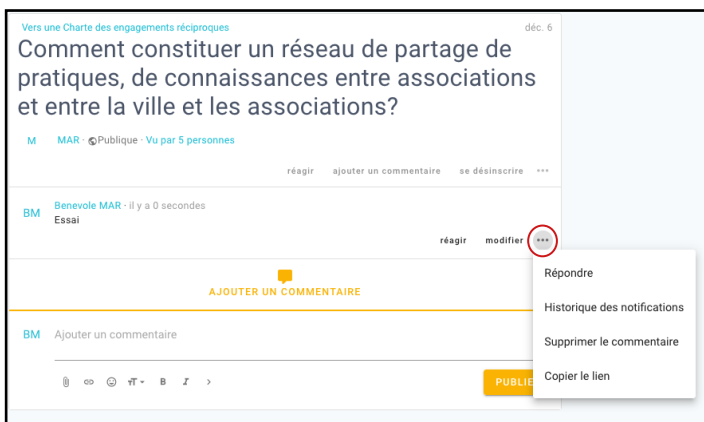 Vers une Charte des engagements réciproques déc. 6
Comment constituer un réseau de partage de
pratiques, de connaissances entre associations
et entre la ville et les associations?
M MAR · Publique · Vu par 5 personnes
réagir ajouter un commentaire se désinscrire ···
BM Benevole MAR · il y a 0 secondes
Essai
réagir modifier ···
Répondre
Historique des notifications
Supprimer le commentaire
Copier le lien
AJOUTER UN COMMENTAIRE
BM Ajouter un commentaire
B I
PUBLIE